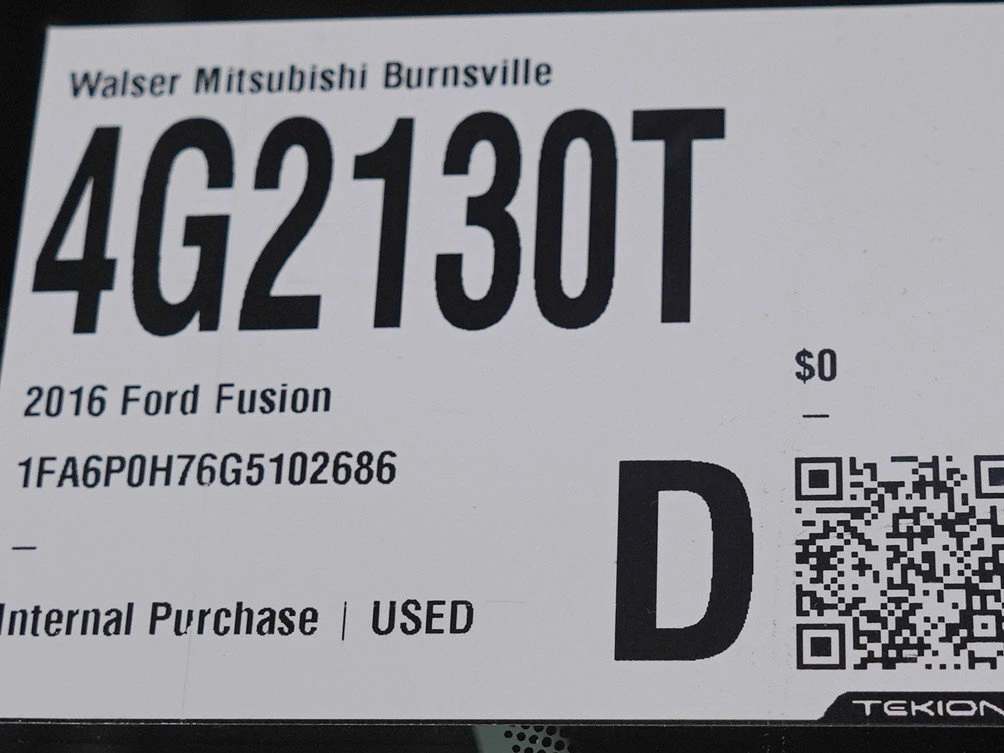 Walser Mitsubishi Burnsville
4G2130T
$0
–
2016 Ford Fusion
1FA6P0H76G5102686
–
D
Internal Purchase | USED
TEKION